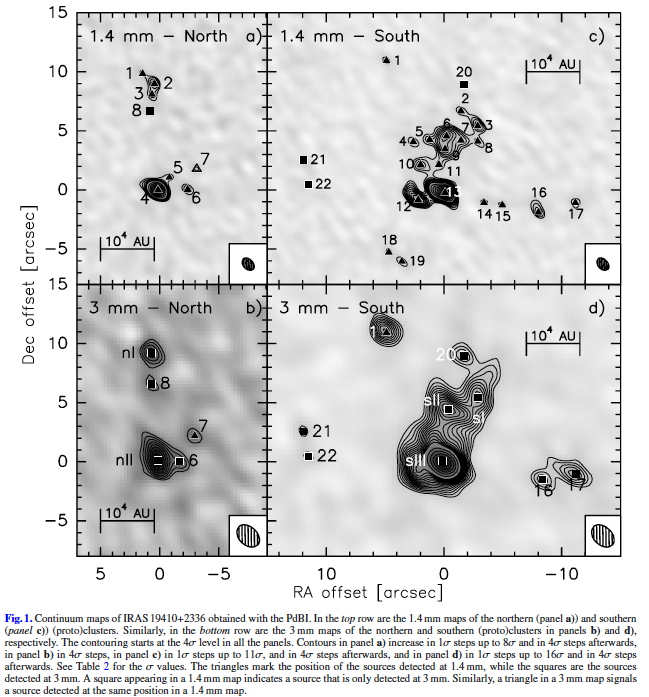 15
1.4 mm – North a)
1
2
3
8
5
7
4
6
10⁴ AU
1.4 mm – South c)
1
10⁴ AU
20
2
3
6
5
7
4
8
9
10
11
21
22
12
13
14
15
16
17
18
19
10
5
0
−5
Dec offset [arcsec]
15
3 mm – North b)
nI
8
7
nII
6
10⁴ AU
3 mm – South d)
1
10⁴ AU
20
sII
sI
21
22
sIII
16
17
10
5
0
−5
5 0 −5
10 0 −10
RA offset [arcsec]
Fig. 1. Continuum maps of IRAS 19410+2336 obtained with the PdBI. In the top row are the 1.4 mm maps of the northern (panel a)) and southern
(panel c)) (proto)clusters. Similarly, in the bottom row are the 3 mm maps of the northern and southern (proto)clusters in panels b) and d),
respectively. The contouring starts at the 4σ level in all the panels. Contours in panel a) increase in 1σ steps up to 8σ and in 4σ steps afterwards,
in panel b) in 4σ steps, in panel c) in 1σ steps up to 11σ, and in 4σ steps afterwards, and in panel d) in 1σ steps up to 16σ and in 4σ steps
afterwards. See Table 2 for the σ values. The triangles mark the position of the sources detected at 1.4 mm, while the squares are the sources
detected at 3 mm. A square appearing in a 1.4 mm map indicates a source that is only detected at 3 mm. Similarly, a triangle in a 3 mm map signals
a source detected at the same position in a 1.4 mm map.